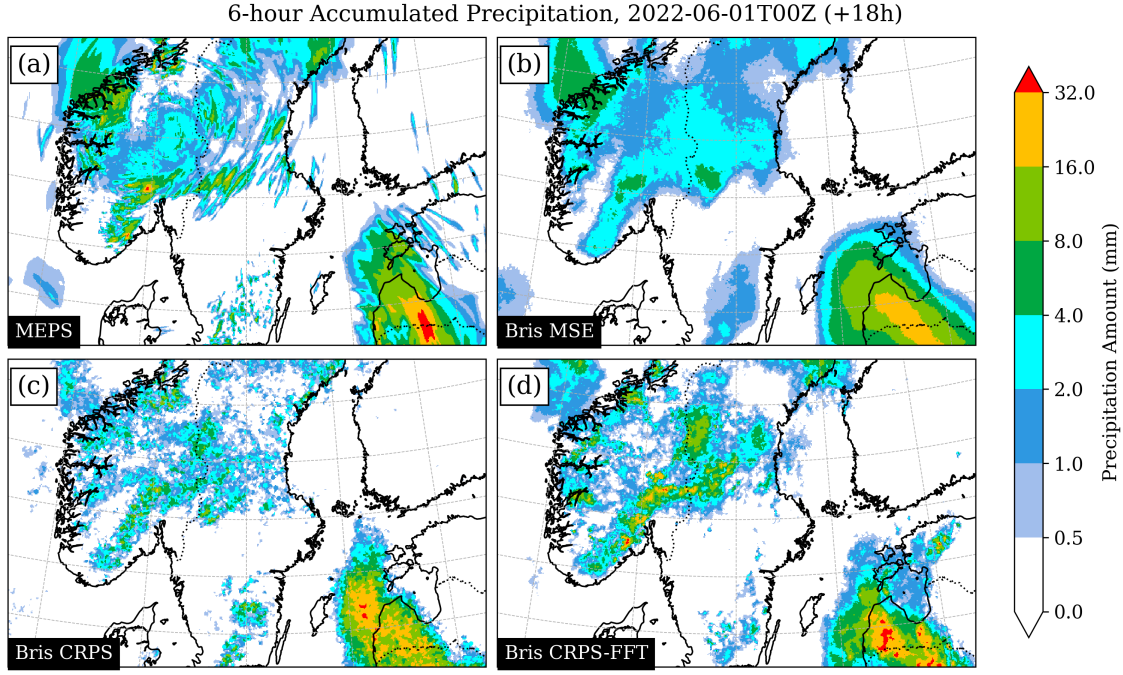 6-hour Accumulated Precipitation, 2022-06-01T00Z (+18h)
(a)
(b)
MEPS
Bris MSE
(c)
(d)
Bris CRPS
Bris CRPS-FFT
32.0
16.0
8.0
4.0
2.0
1.0
0.5
0.0
Precipitation Amount (mm)